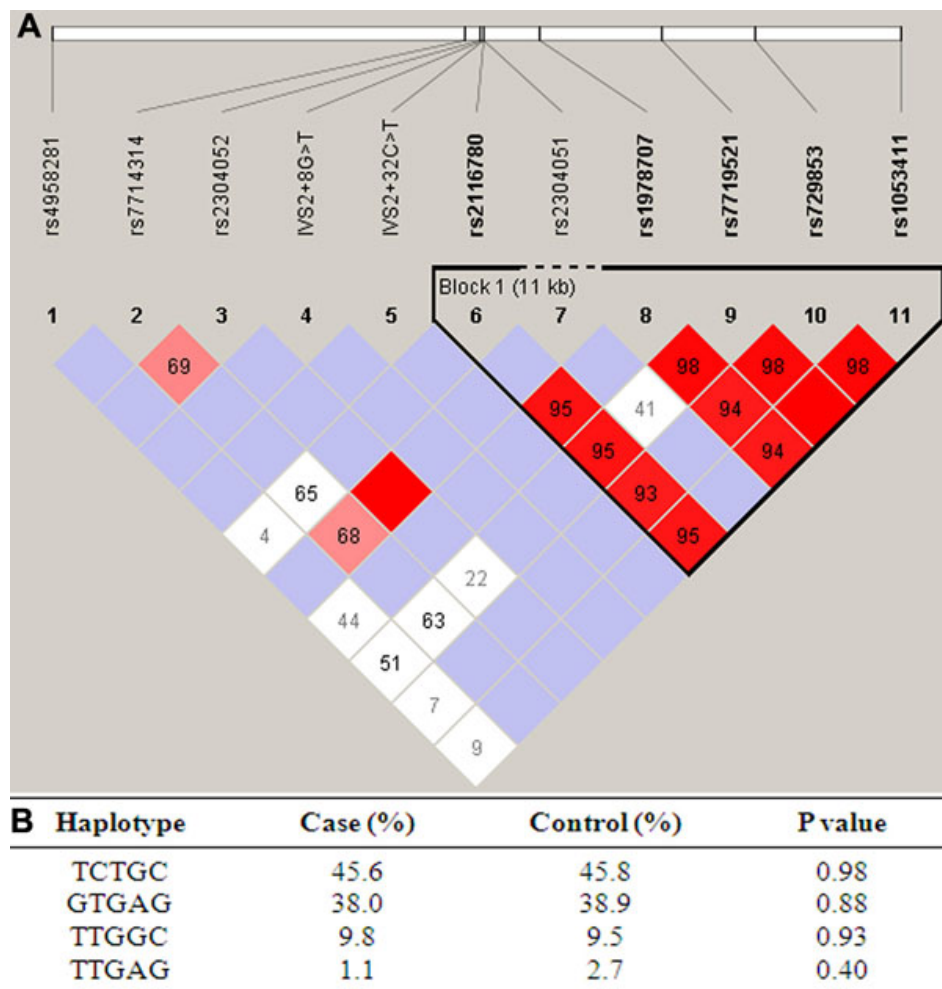 A
rs4958281 rs7714314 rs2304052 IVS2+8G>T IVS2+32C>T rs2116780 rs2304051 rs1978707 rs7719521 rs729853 rs1053411
Block 1 (11 kb)
1 2 3 4 5 6 7 8 9 10 11
69 98 98 98
95 41 94
95 94
65 93
4 68 95
22
44 63
51
7
9
B Haplotype Case (%) Control (%) P value
TCTGC 45.6 45.8 0.98
GTGAG 38.0 38.9 0.88
TTGGC 9.8 9.5 0.93
TTGAG 1.1 2.7 0.40